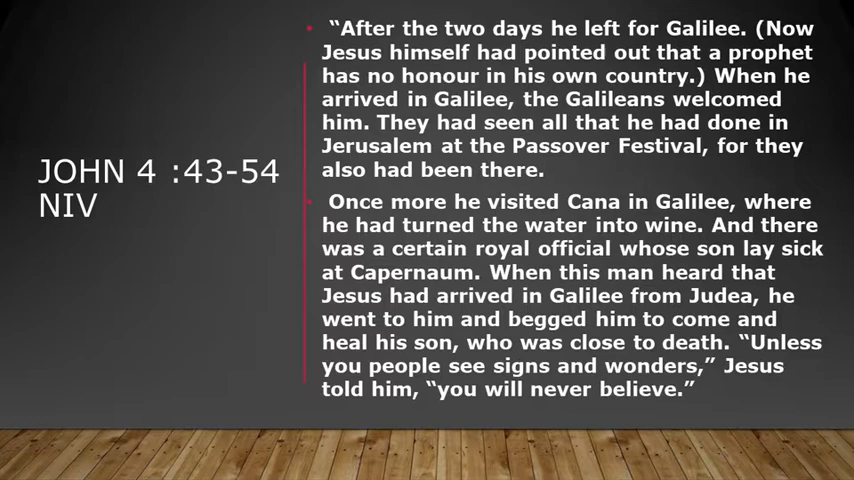 JOHN 4 :43-54
NIV
• “After the two days he left for Galilee. (Now
Jesus himself had pointed out that a prophet
has no honour in his own country.) When he
arrived in Galilee, the Galileans welcomed
him. They had seen all that he had done in
Jerusalem at the Passover Festival, for they
also had been there.
• Once more he visited Cana in Galilee, where
he had turned the water into wine. And there
was a certain royal official whose son lay sick
at Capernaum. When this man heard that
Jesus had arrived in Galilee from Judea, he
went to him and begged him to come and
heal his son, who was close to death. “Unless
you people see signs and wonders,” Jesus
told him, “you will never believe.”